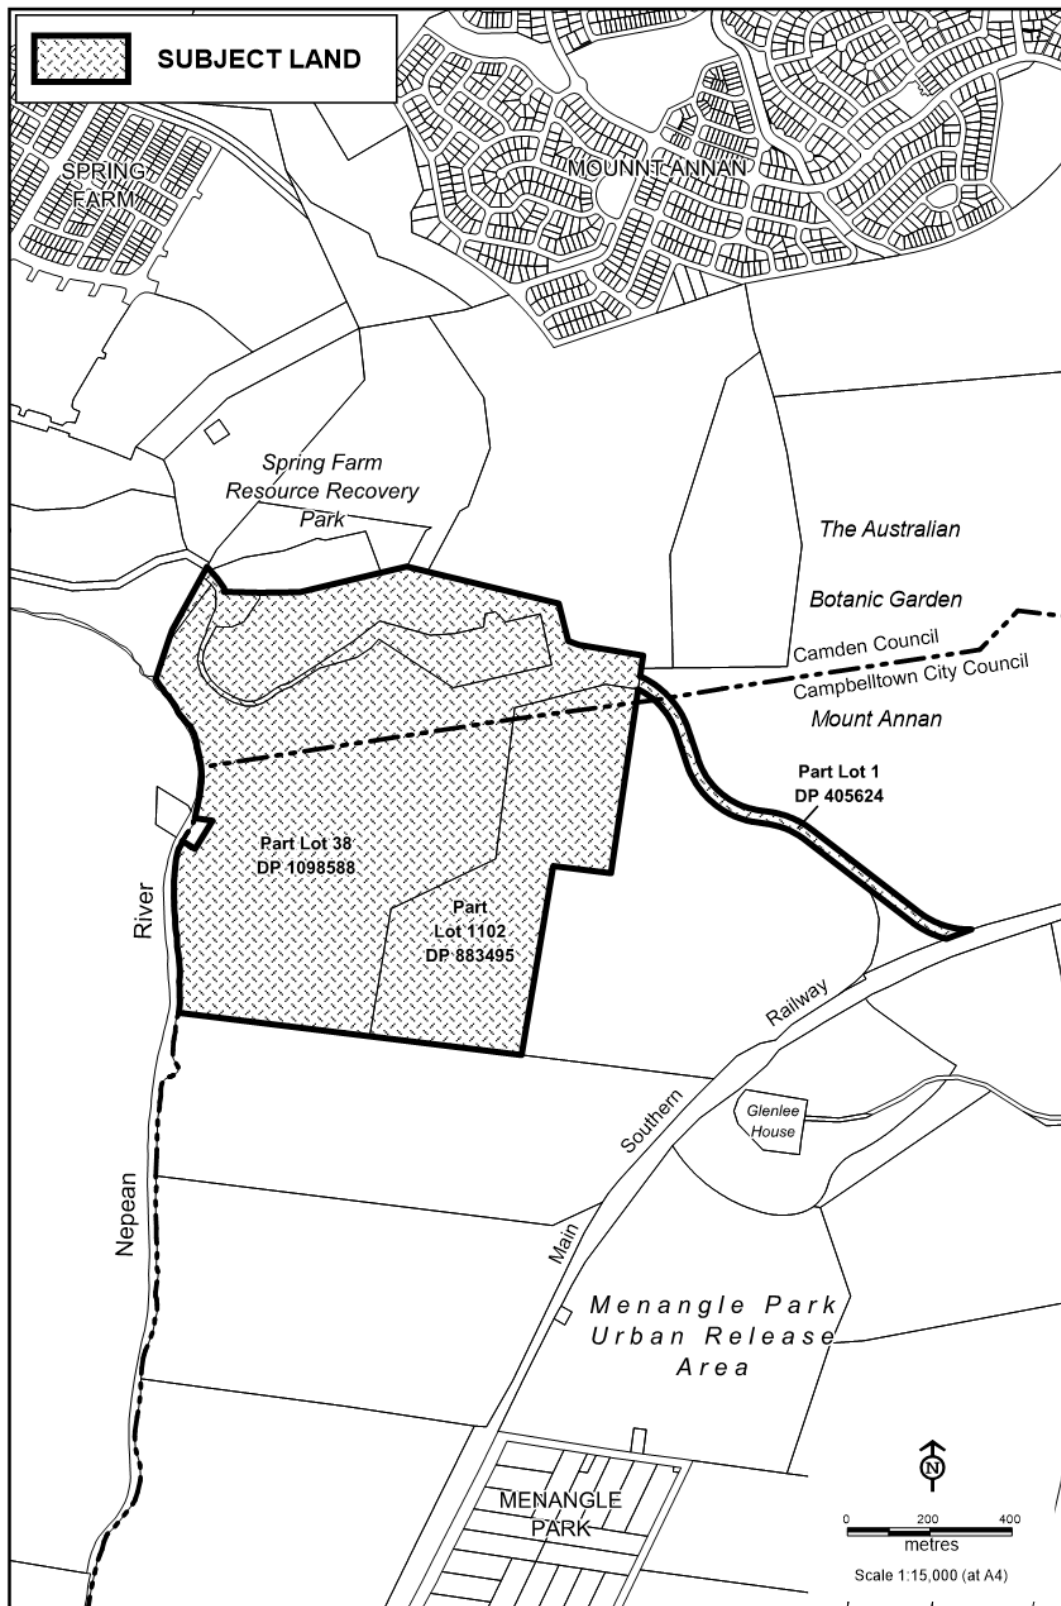 SUBJECT LAND
SPRING
FARM
MOUNNT ANNAN
Spring Farm
Resource Recovery
Park
The Australian
Botanic Garden
Camden Council
Campbelltown City Council
Mount Annan
Part Lot 1
DP 405624
Part Lot 38
DP 1098588
Part
Lot 1102
DP 883495
River
Nepean
Railway
Southern
Main
Glenlee
House
Menangle Park
Urban Release
Area
MENANGLE
PARK
N
0 200 400
metres
Scale 1:15,000 (at A4)